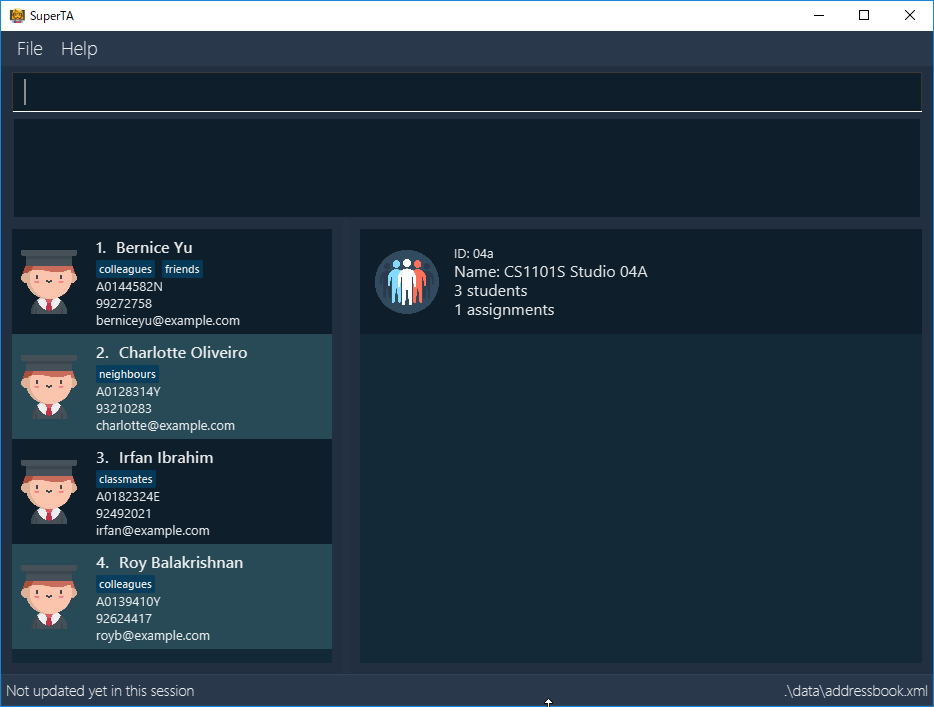 SuperTA
File Help
1. Bernice Yu
colleagues friends
A0144582N
99272758
berniceyu@example.com
2. Charlotte Oliveiro
neighbours
A0128314Y
93210283
charlotte@example.com
3. Irfan Ibrahim
classmates
A0182324E
92492021
irfan@example.com
4. Roy Balakrishnan
colleagues
A0139410Y
92624417
royb@example.com
ID: 04a
Name: CS1101S Studio 04A
3 students
1 assignments
Not updated yet in this session
.\data\addressbook.xml